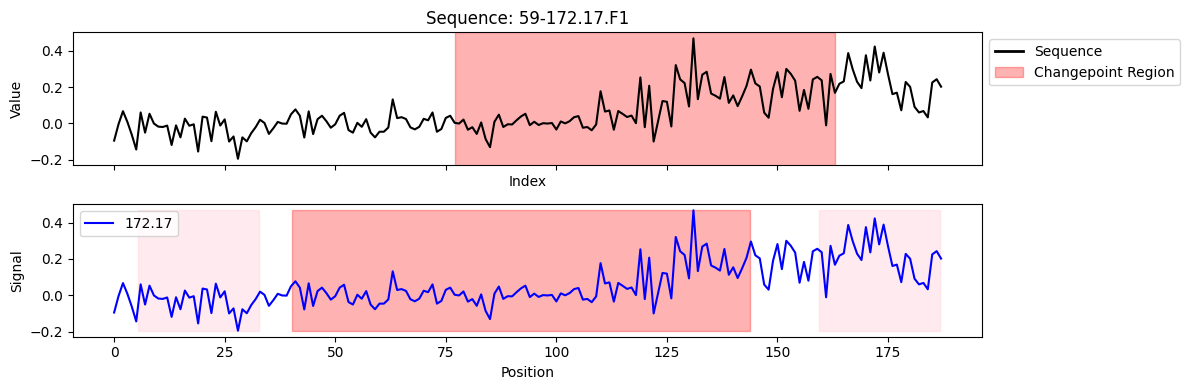 Sequence: 59-172.17.F1
0.4
0.2
0.0
−0.2
Value
Index
Sequence
Changepoint Region
0.4
0.2
0.0
−0.2
Signal
172.17
0 25 50 75 100 125 150 175
Position